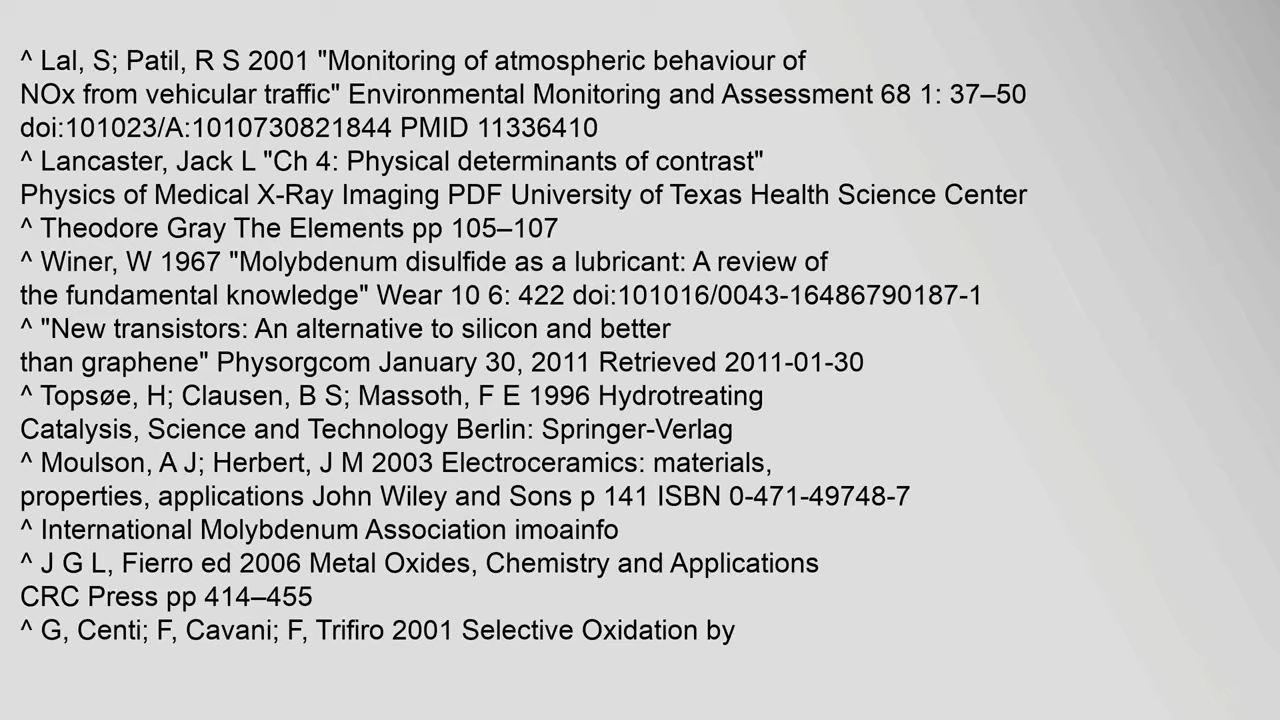 ^ Lal, S; Patil, R S 2001 "Monitoring of atmospheric behaviour of
NOx from vehicular traffic" Environmental Monitoring and Assessment 68 1: 37–50
doi:101023/A:1010730821844 PMID 11336410
^ Lancaster, Jack L "Ch 4: Physical determinants of contrast"
Physics of Medical X-Ray Imaging PDF University of Texas Health Science Center
^ Theodore Gray The Elements pp 105–107
^ Winer, W 1967 "Molybdenum disulfide as a lubricant: A review of
the fundamental knowledge" Wear 10 6: 422 doi:101016/0043-16486790187-1
^ "New transistors: An alternative to silicon and better
than graphene" Physorgcom January 30, 2011 Retrieved 2011-01-30
^ Topsøe, H; Clausen, B S; Massoth, F E 1996 Hydrotreating
Catalysis, Science and Technology Berlin: Springer-Verlag
^ Moulson, A J; Herbert, J M 2003 Electroceramics: materials,
properties, applications John Wiley and Sons p 141 ISBN 0-471-49748-7
^ International Molybdenum Association imoainfo
^ J G L, Fierro ed 2006 Metal Oxides, Chemistry and Applications
CRC Press pp 414–455
^ G, Centi; F, Cavani; F, Trifiro 2001 Selective Oxidation by